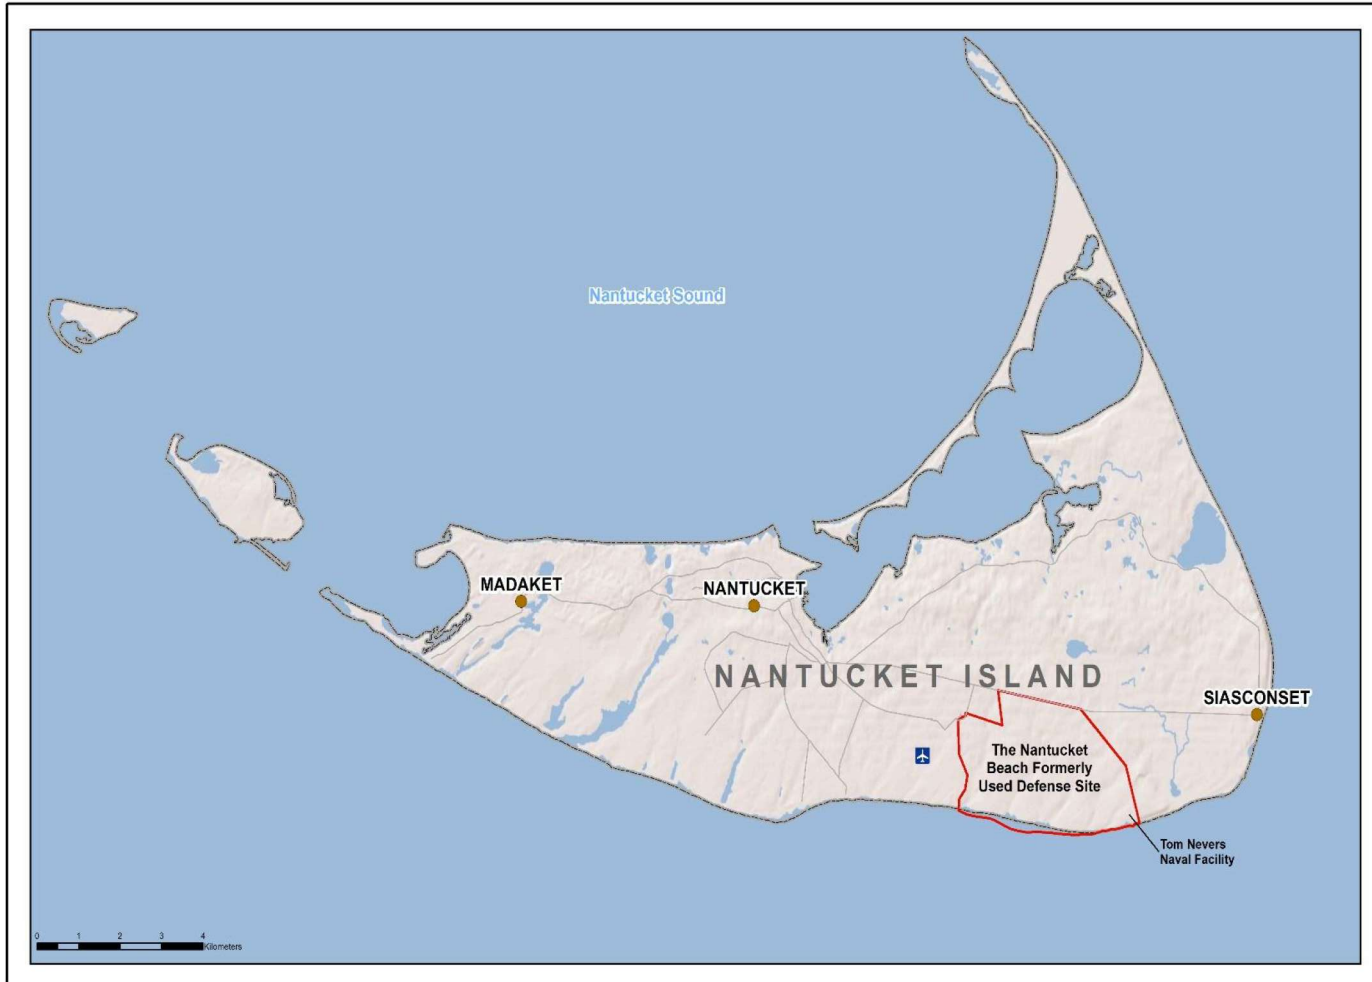 Nantucket Sound
MADAKET
NANTUCKET
NANTUCKET ISLAND
SIASCONSET
The Nantucket
Beach Formerly
Used Defense Site
Tom Nevers
Naval Facility
0 1 2 3 4
Kilometers